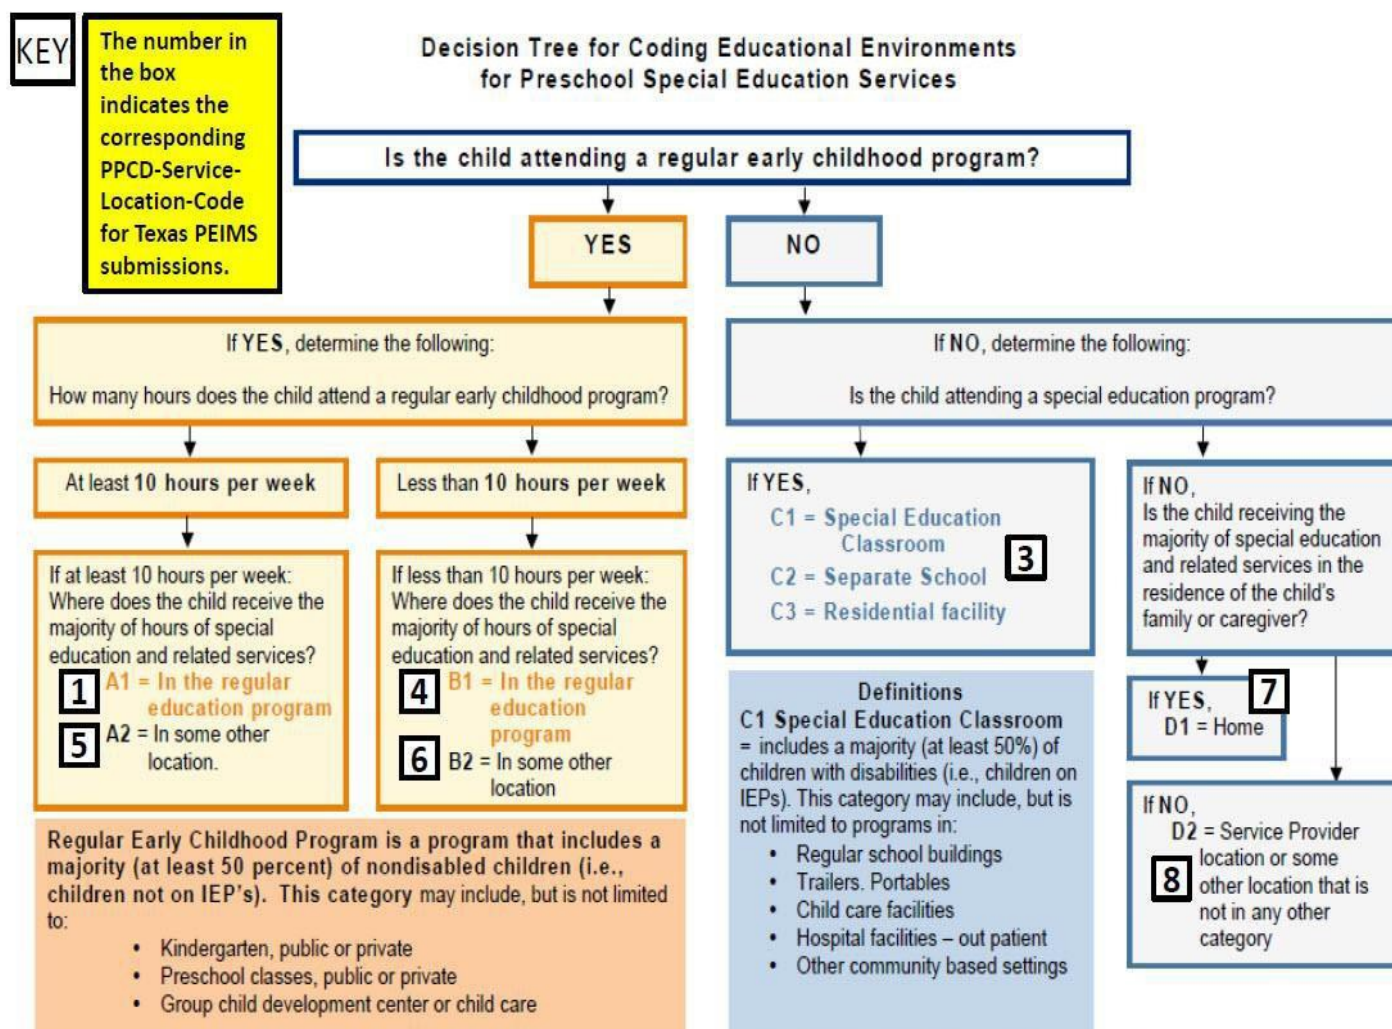 KEY
The number in
the box
indicates the
corresponding
PPCD-Service-
Location-Code
for Texas PEIMS
submissions.
Decision Tree for Coding Educational Environments
for Preschool Special Education Services
Is the child attending a regular early childhood program?
YES
NO
If YES, determine the following:
How many hours does the child attend a regular early childhood program?
If NO, determine the following:
Is the child attending a special education program?
At least 10 hours per week
Less than 10 hours per week
If at least 10 hours per week:
Where does the child receive the
majority of hours of special
education and related services?
1 A1 = In the regular
education program
5 A2 = In some other
location.
If less than 10 hours per week:
Where does the child receive the
majority of hours of special
education and related services?
4 B1 = In the regular
education
program
6 B2 = In some other
location
If YES,
C1 = Special Education
Classroom
3
C2 = Separate School
C3 = Residential facility
If NO,
Is the child receiving the
majority of special education
and related services in the
residence of the child's
family or caregiver?
If YES, 7
D1 = Home
If NO,
D2 = Service Provider
location or some
8 other location that is
not in any other
category
Regular Early Childhood Program is a program that includes a
majority (at least 50 percent) of nondisabled children (i.e.,
children not on IEP's). This category may include, but is not limited
to:
• Kindergarten, public or private
• Preschool classes, public or private
• Group child development center or child care
Definitions
C1 Special Education Classroom
= includes a majority (at least 50%) of
children with disabilities (i.e., children on
IEPs). This category may include, but is
not limited to programs in:
• Regular school buildings
• Trailers. Portables
• Child care facilities
• Hospital facilities – out patient
• Other community based settings